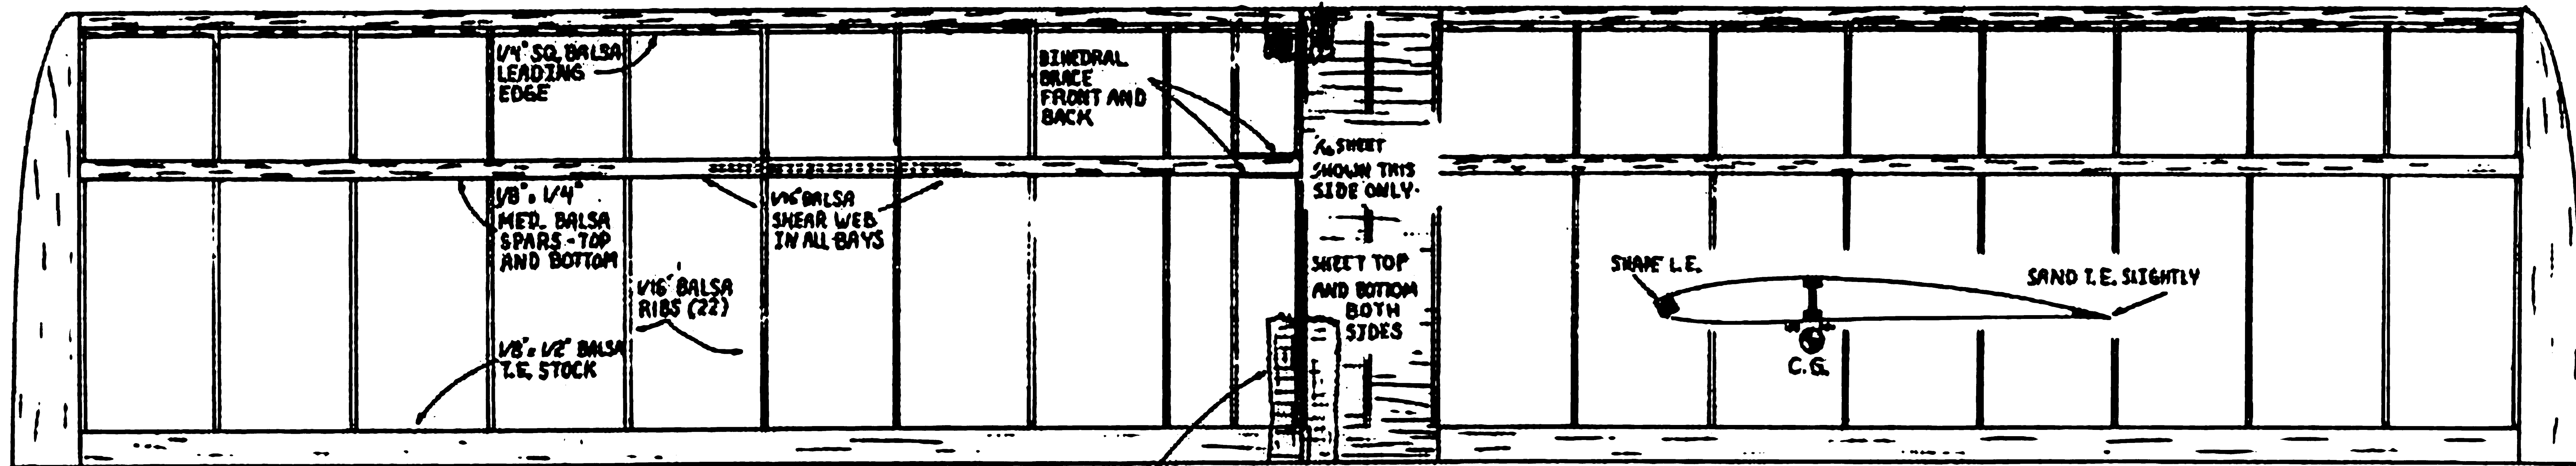 1/4" SQ. BALSA
LEADING
EDGE
DIHEDRAL
BRACE
FRONT AND
BACK
1/16 SHEET
SHOWN THIS
SIDE ONLY.
1/8" x 1/4"
MED. BALSA
SPARS - TOP
AND BOTTOM
1/16" BALSA
SHEAR WEB
IN ALL BAYS
1/16" BALSA
RIBS (22)
1/8" x 1/2" BALSA
T.E. STOCK
SHEET TOP
AND BOTTOM
BOTH
SIDES
SHAPE L.E.
SAND T.E. SLIGHTLY
C.G.